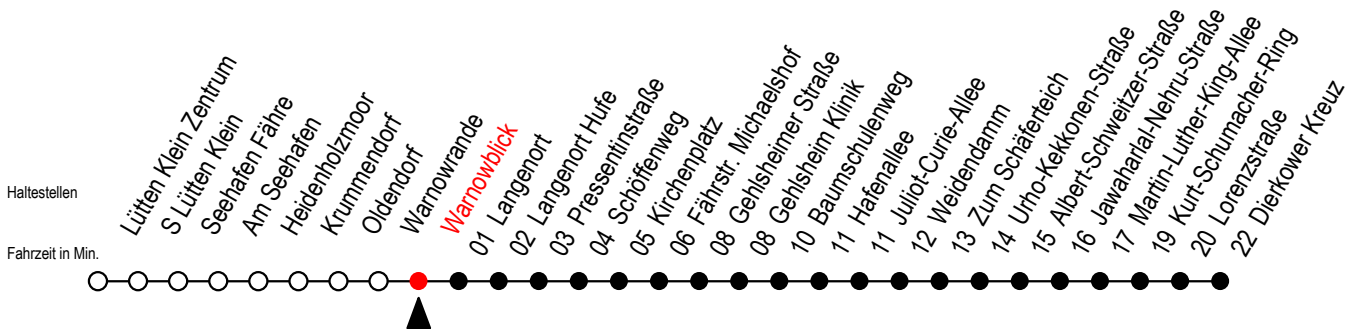 Haltestellen
Fahrzeit in Min.
Lütten Klein Zentrum
S Lütten Klein
Seehafen Fähre
Am Seehafen
Heidenholzmoor
Krummendorf
Oldendorf
Warnowrande
Warnowblick
01 Langenort
02 Langenort Hufe
03 Pressentinstraße
04 Schöffenweg
05 Kirchenplatz
06 Fährstr. Michaelshof
08 Gehlsheimer Straße
08 Gehlsheim Klinik
10 Baumschulenweg
11 Hafenallee
11 Juliot-Curie-Allee
12 Weidendamm
13 Zum Schäferteich
14 Urho-Kekkonen-Straße
15 Albert-Schweitzer-Straße
16 Jawaharlal-Nehru-Straße
17 Martin-Luther-King-Allee
19 Kurt-Schumacher-Ring
20 Lorenzstraße
22 Dierkower Kreuz